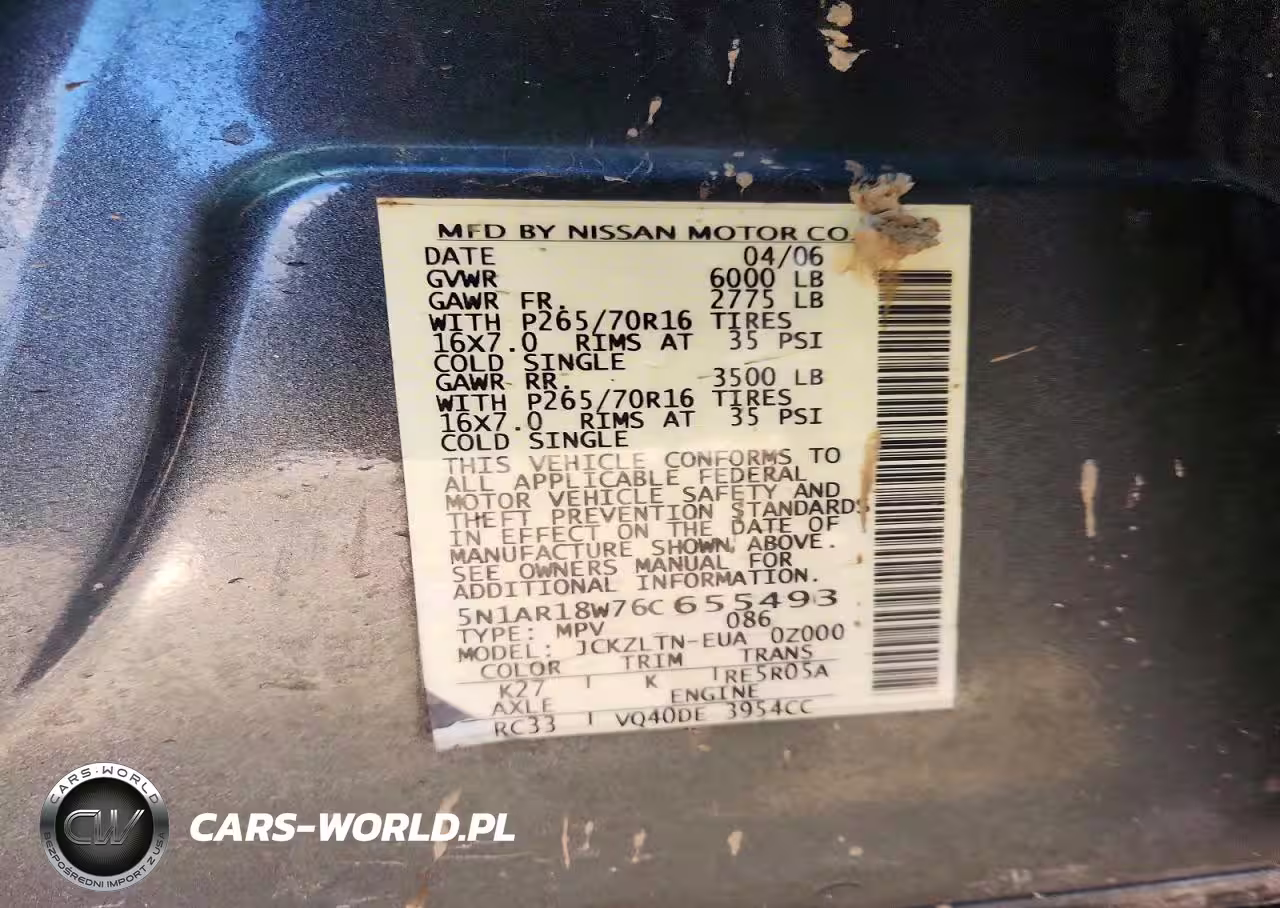 MFD BY NISSAN MOTOR CO
DATE 04/06
GVWR 6000 LB
GAWR FR. 2775 LB
WITH P265/70R16 TIRES
16X7.0 RIMS AT 35 PSI
COLD SINGLE
GAWR RR. 3500 LB
WITH P265/70R16 TIRES
16X7.0 RIMS AT 35 PSI
COLD SINGLE
THIS VEHICLE CONFORMS TO
ALL APPLICABLE FEDERAL
MOTOR VEHICLE SAFETY AND
THEFT PREVENTION STANDARDS
IN EFFECT ON THE DATE OF
MANUFACTURE SHOWN ABOVE.
SEE OWNERS MANUAL FOR
ADDITIONAL INFORMATION.
5N1AR18W76C655493
TYPE: MPV 086
MODEL: JCKZLTN-EUA 0Z000
COLOR TRIM TRANS
K27 K RE5R05A
AXLE ENGINE
RC33 VQ40DE 3954CC
CARS-WORLD
CW
BEZPOŚREDNI IMPORT Z USA
CARS-WORLD.PL